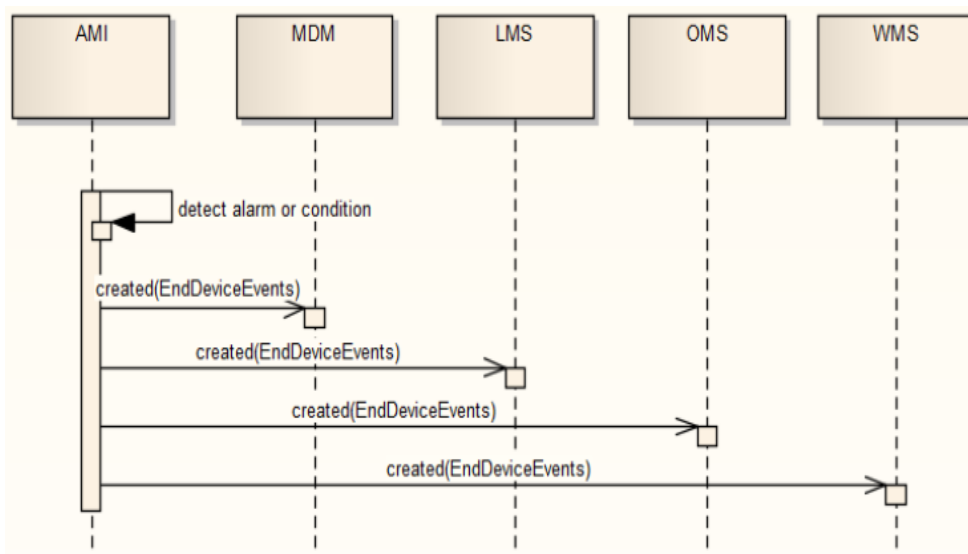 AMI
MDM
LMS
OMS
WMS
detect alarm or condition
created(EndDeviceEvents)
created(EndDeviceEvents)
created(EndDeviceEvents)
created(EndDeviceEvents)